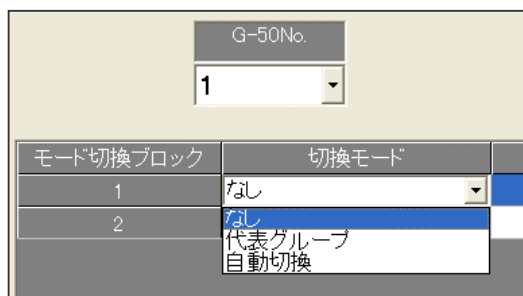 G-50No.
1
モード切換ブロック 切換モード
1 なし
2 なし
代表グループ
自動切換